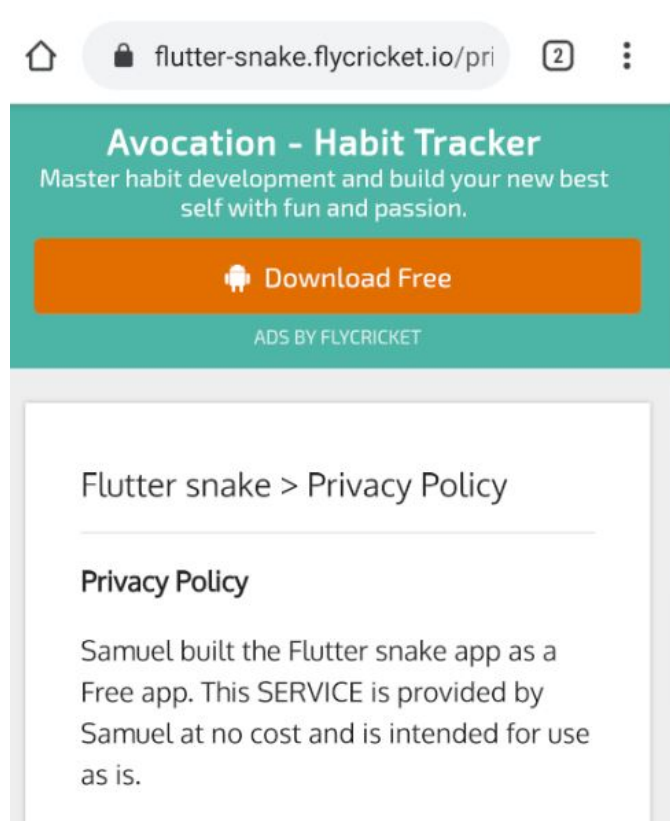 flutter-snake.flycricket.io/pri
2
Avocation - Habit Tracker
Master habit development and build your new best
self with fun and passion.
Download Free
ADS BY FLYCRICKET
Flutter snake > Privacy Policy
Privacy Policy
Samuel built the Flutter snake app as a
Free app. This SERVICE is provided by
Samuel at no cost and is intended for use
as is.